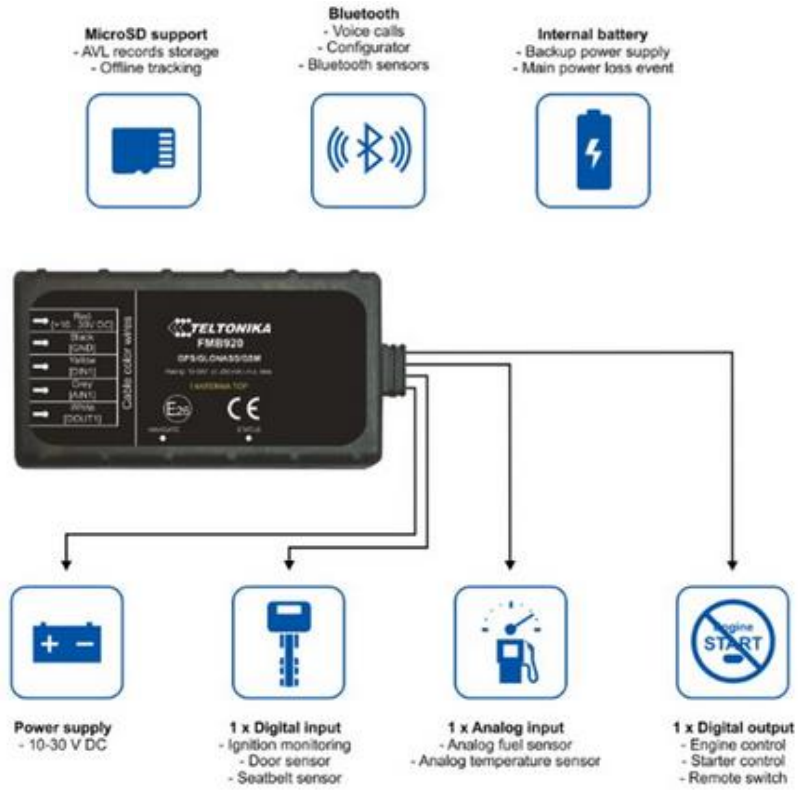 MicroSD support
- AVL records storage
- Offline tracking
Bluetooth
- Voice calls
- Configurator
- Bluetooth sensors
Internal battery
- Backup power supply
- Main power loss event
Red
[+10...30V DC]
Black
[GND]
Yellow
[DIN1]
Grey
[AIN1]
White
[DOUT1]
Cable color wires
TELTONIKA
FMB920
GPS/GLONASS/GSM
ANTENNA TOP
E26
CE
NAVIGATE
STATUS
Engine
START
Power supply
- 10-30 V DC
1 x Digital input
- Ignition monitoring
- Door sensor
- Seatbelt sensor
1 x Analog input
- Analog fuel sensor
- Analog temperature sensor
1 x Digital output
- Engine control
- Starter control
- Remote switch